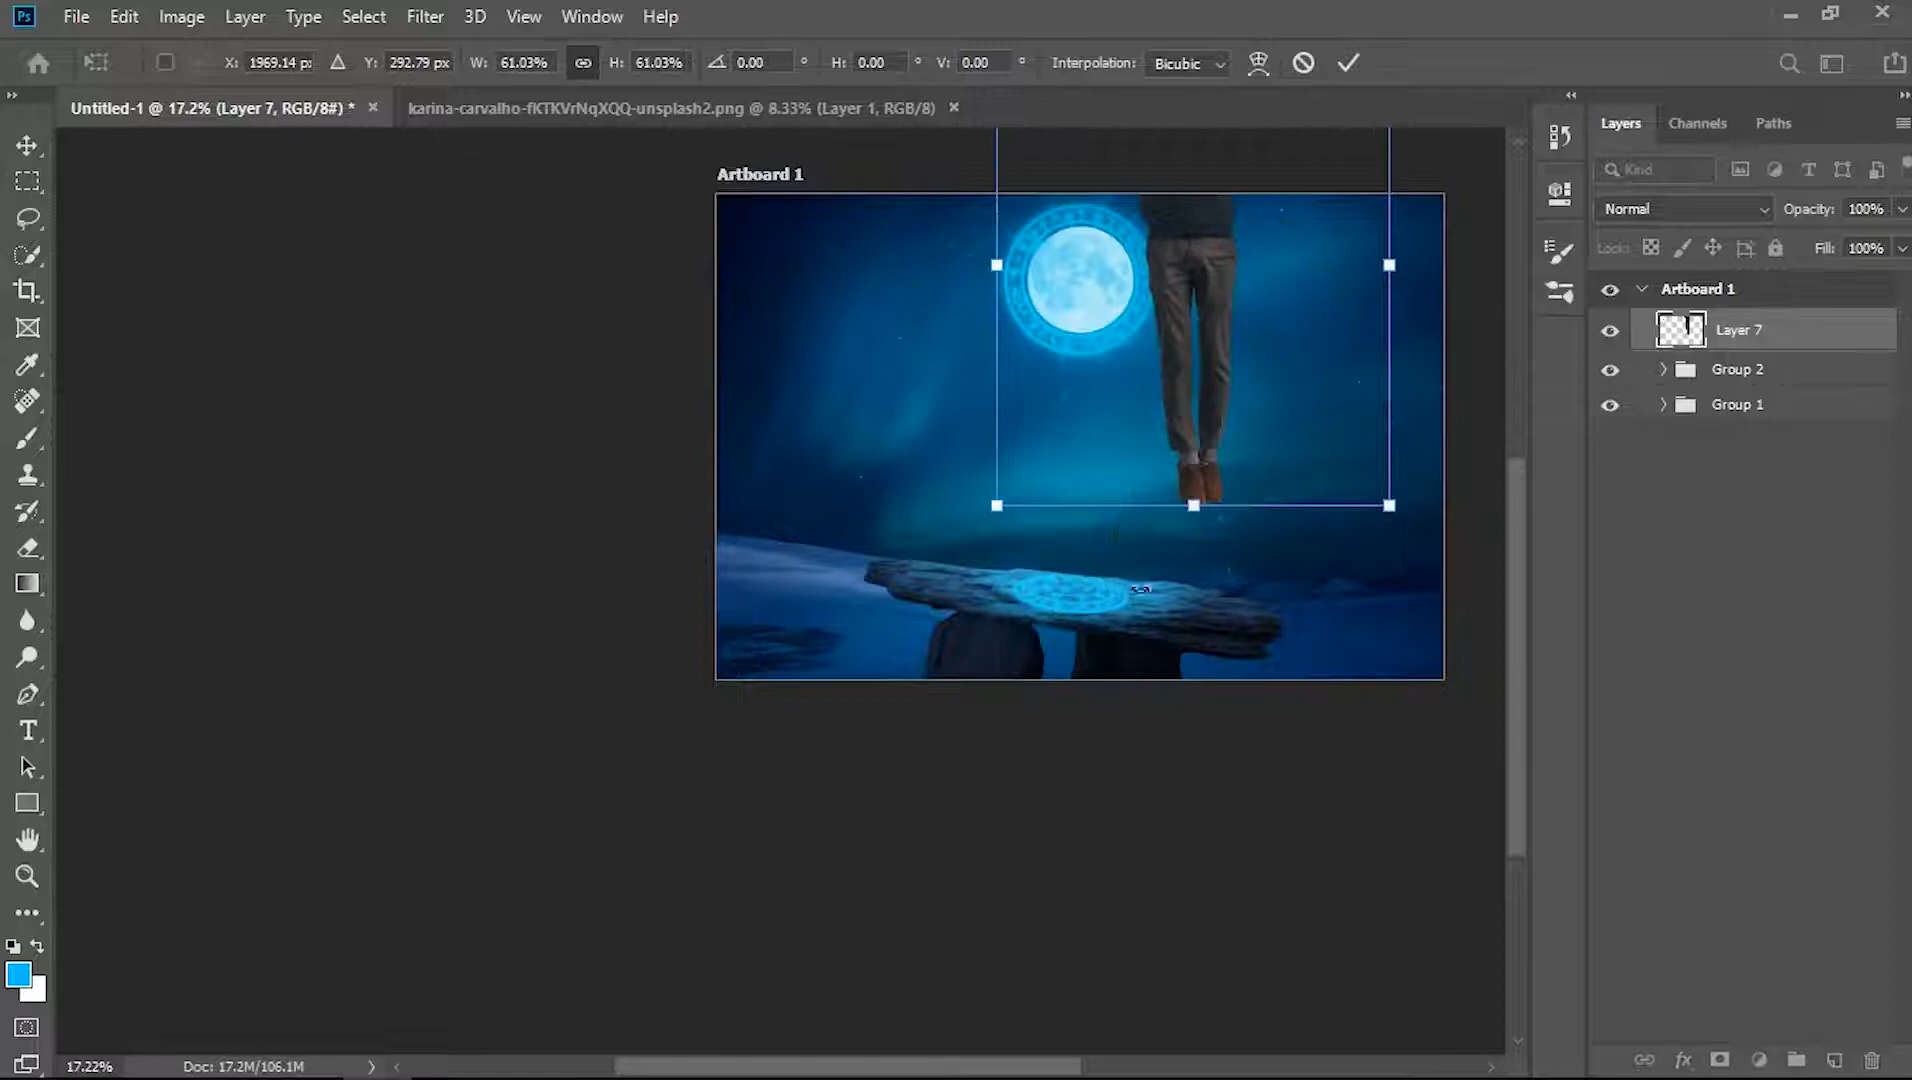 Ps File Edit Image Layer Type Select Filter 3D View Window Help
X: 1969.14 p: Y: 292.79 px W: 61.03% H: 61.03% 0.00 ° H: 0.00 ° V: 0.00 ° Interpolation: Bicubic
Untitled-1 @ 17.2% (Layer 7, RGB/8#) * × karina-carvalho-fKTKVrNqXQQ-unsplash2.png @ 8.33% (Layer 1, RGB/8) ×
Layers Channels Paths
Artboard 1
Kind
Normal Opacity: 100%
Lock: Fill: 100%
Artboard 1
Layer 7
Group 2
Group 1
17.22% Doc: 17.2M/106.1M